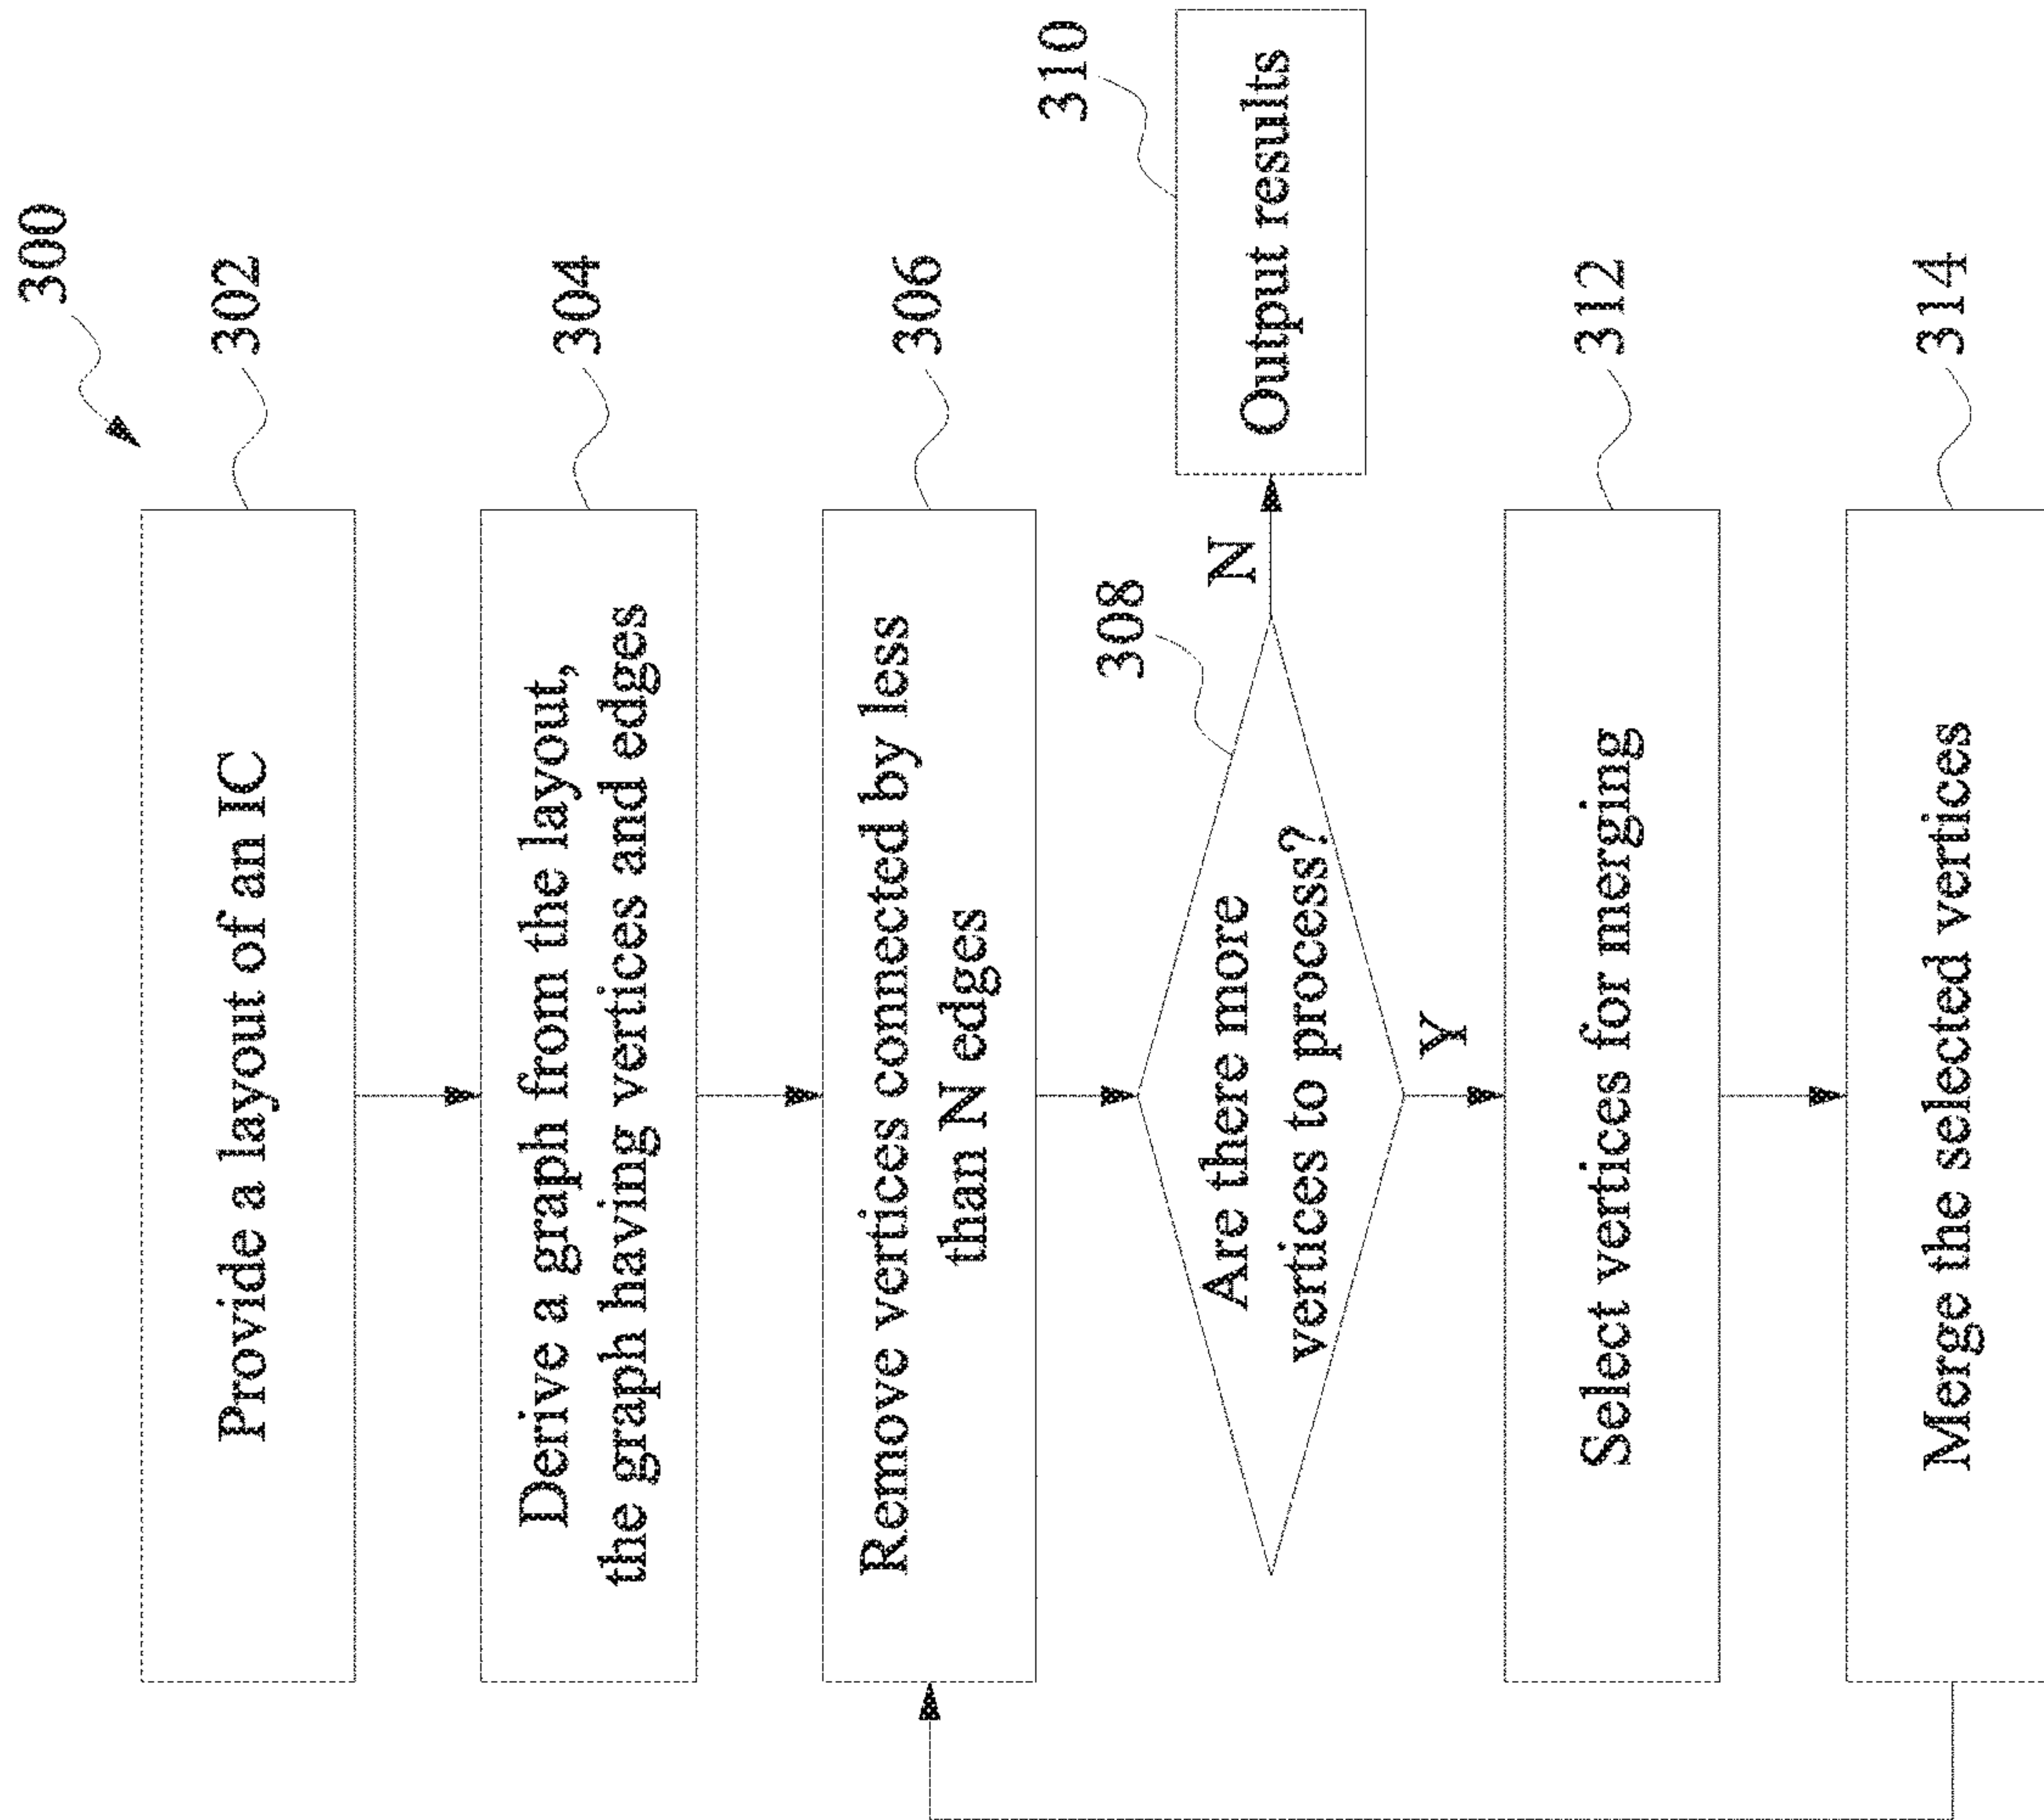 300
Provide a layout of an IC
302
Derive a graph from the layout,
the graph having vertices and edges
304
Remove vertices connected by less
than N edges
306
Are there more
vertices to process?
308
N
Output results
310
Y
Select vertices for merging
312
Merge the selected vertices
314